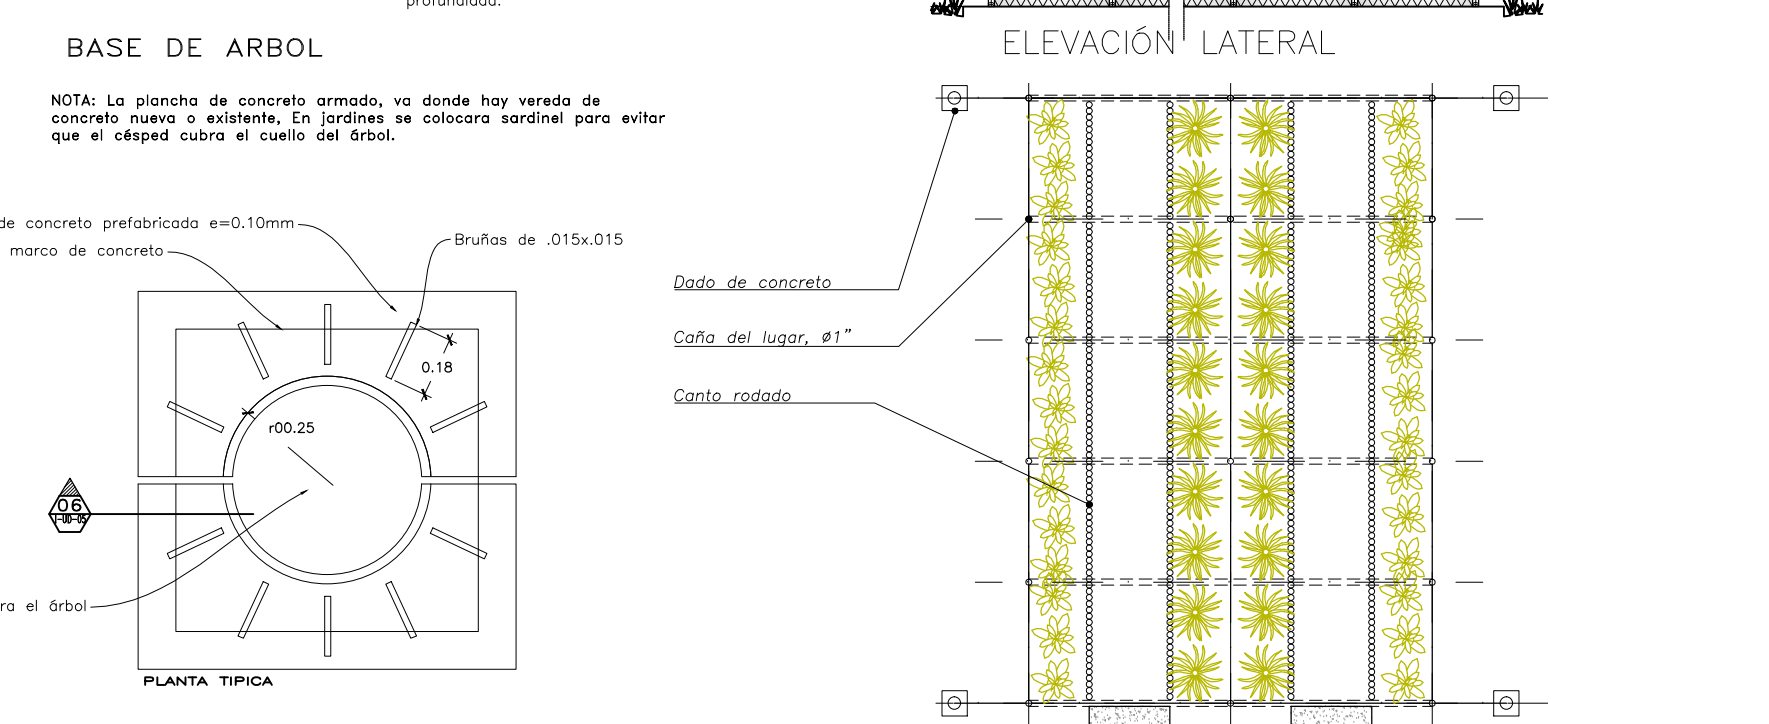 profundidad.
BASE DE ARBOL
NOTA: La plancha de concreto armado, va donde hay vereda de
concreto nueva o existente, En jardines se colocara sardinel para evitar
que el césped cubra el cuello del árbol.
de concreto prefabricada e=0.10mm
marco de concreto
Bruñas de .015x.015
0.18
r00.25
06
ra el árbol
PLANTA TIPICA
ELEVACIÓN LATERAL
Dado de concreto
Caña del lugar, ø1”
Canto rodado